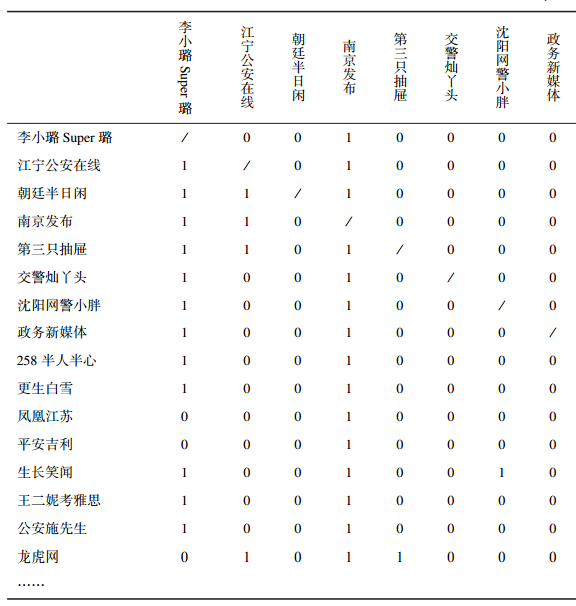 李小璐 Super 璐 江宁公安在线 朝廷半日闲 南京发布 第三只抽屉 交警灿丫头 沈阳网警小胖 政务新媒体
李小璐 Super 璐 / 0 0 1 0 0 0 0
江宁公安在线 1 / 0 1 0 0 0 0
朝廷半日闲 1 1 / 1 0 0 0 0
南京发布 1 1 0 / 0 0 0 0
第三只抽屉 1 1 0 1 / 0 0 0
交警灿丫头 1 0 0 1 0 / 0 0
沈阳网警小胖 1 0 0 1 0 0 / 0
政务新媒体 1 0 0 1 0 0 0 /
258 半人半心 1 0 0 1 0 0 0 0
更生白雪 1 0 0 1 0 0 0 0
凤凰江苏 0 0 0 1 0 0 0 0
平安吉利 0 0 0 1 0 0 0 0
生长笑闻 1 0 0 1 0 0 1 0
王二妮考雅思 1 0 0 1 0 0 0 0
公安施先生 1 0 0 1 0 0 0 0
龙虎网 0 1 0 1 1 0 0 0
……